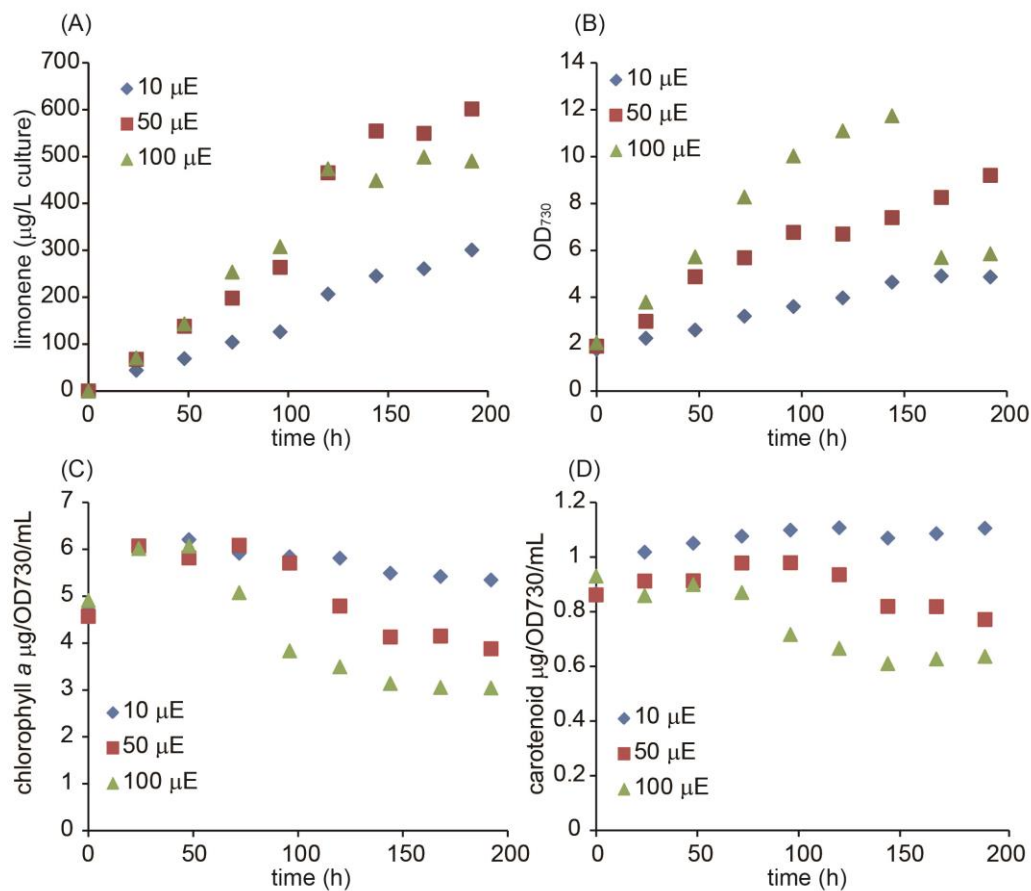 (A)
limonene (μg/L culture)
700
600
500
400
300
200
100
0
10 μE
50 μE
100 μE
0
50
100
150
200
time (h)
(B)
OD730
14
12
10
8
6
4
2
0
10 μE
50 μE
100 μE
0
50
100
150
200
time (h)
(C)
chlorophyll a μg/OD730/mL
7
6
5
4
3
2
1
0
10 μE
50 μE
100 μE
0
50
100
150
200
time (h)
(D)
carotenoid μg/OD730/mL
1.2
1
0.8
0.6
0.4
0.2
0
10 μE
50 μE
100 μE
0
50
100
150
200
time (h)